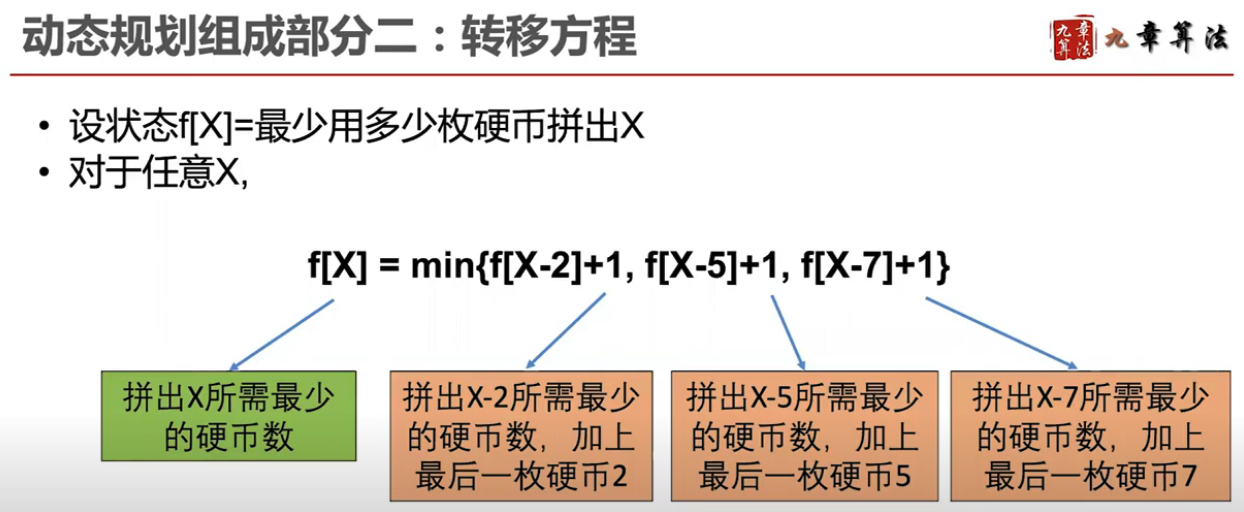 动态规划组成部分二：转移方程
九章算法
九章算法
• 设状态f[X]=最少用多少枚硬币拼出X
• 对于任意X,
f[X] = min{f[X-2]+1, f[X-5]+1, f[X-7]+1}
拼出X所需最少
的硬币数
拼出X-2所需最少
的硬币数，加上
最后一枚硬币2
拼出X-5所需最少
的硬币数，加上
最后一枚硬币5
拼出X-7所需最少
的硬币数，加上
最后一枚硬币7